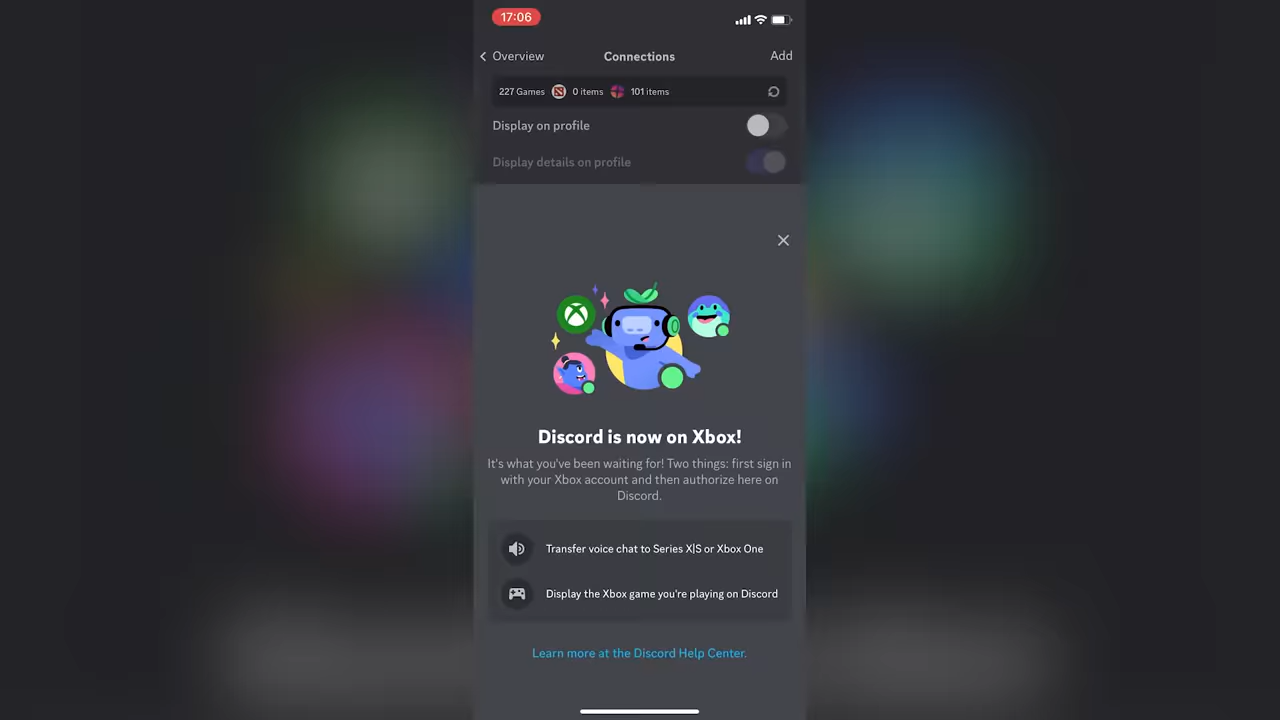 17:06
Overview
Connections
Add
227 Games 0 items 101 items
Display on profile
Display details on profile
Discord is now on Xbox!
It's what you've been waiting for! Two things: first sign in
with your Xbox account and then authorize here on
Discord.
Transfer voice chat to Series X|S or Xbox One
Display the Xbox game you're playing on Discord
Learn more at the Discord Help Center.